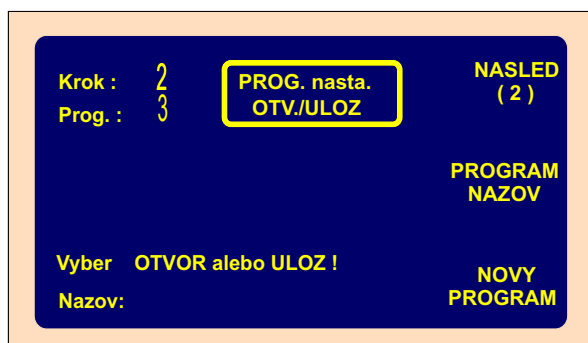 Krok : 2
Prog. : 3
PROG. nasta.
OTV./ULOZ
NASLED
( 2 )
PROGRAM
NAZOV
Vyber OTVOR alebo ULOZ !
Nazov:
NOVY
PROGRAM